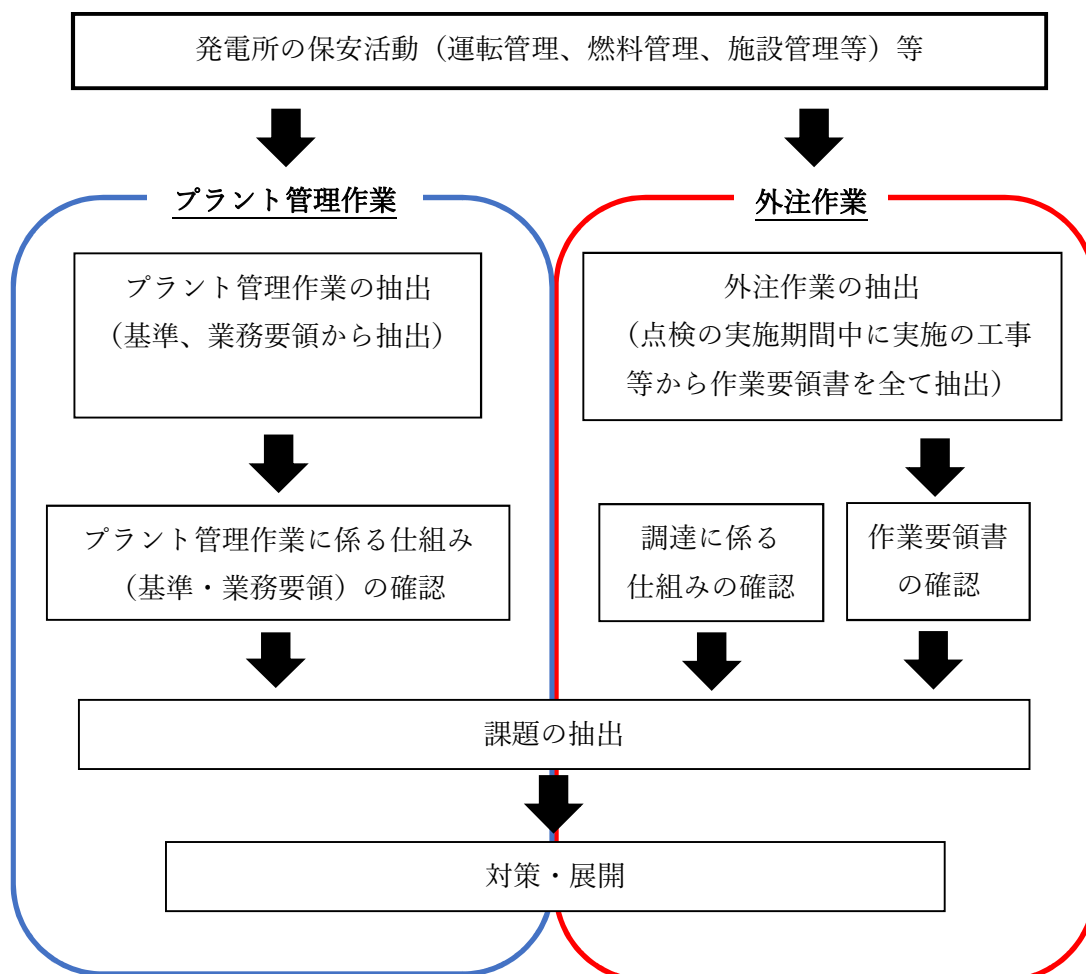 発電所の保安活動（運転管理、燃料管理、施設管理等）等
プラント管理作業
プラント管理作業の抽出
（基準、業務要領から抽出）
プラント管理作業に係る仕組み
（基準・業務要領）の確認
外注作業
外注作業の抽出
（点検の実施期間中に実施の工事
等から作業要領書を全て抽出）
調達に係る
仕組みの確認
作業要領書
の確認
課題の抽出
対策・展開